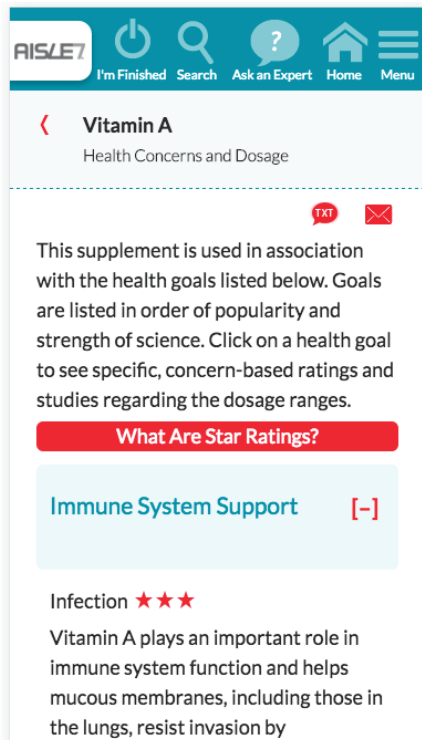 AISLE7
I'm Finished Search Ask an Expert Home Menu
Vitamin A
Health Concerns and Dosage
TXT
This supplement is used in association
with the health goals listed below. Goals
are listed in order of popularity and
strength of science. Click on a health goal
to see specific, concern-based ratings and
studies regarding the dosage ranges.
What Are Star Ratings?
Immune System Support [-]
Infection ★★★
Vitamin A plays an important role in
immune system function and helps
mucous membranes, including those in
the lungs, resist invasion by